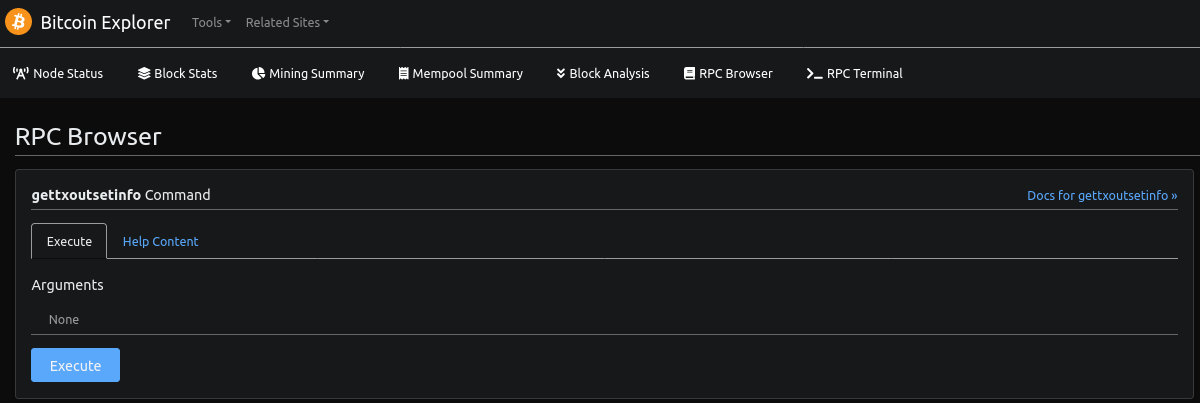 Bitcoin Explorer Tools Related Sites
Node Status Block Stats Mining Summary Mempool Summary Block Analysis RPC Browser RPC Terminal
RPC Browser
gettxoutsetinfo Command Docs for gettxoutsetinfo »
Execute Help Content
Arguments
None
Execute